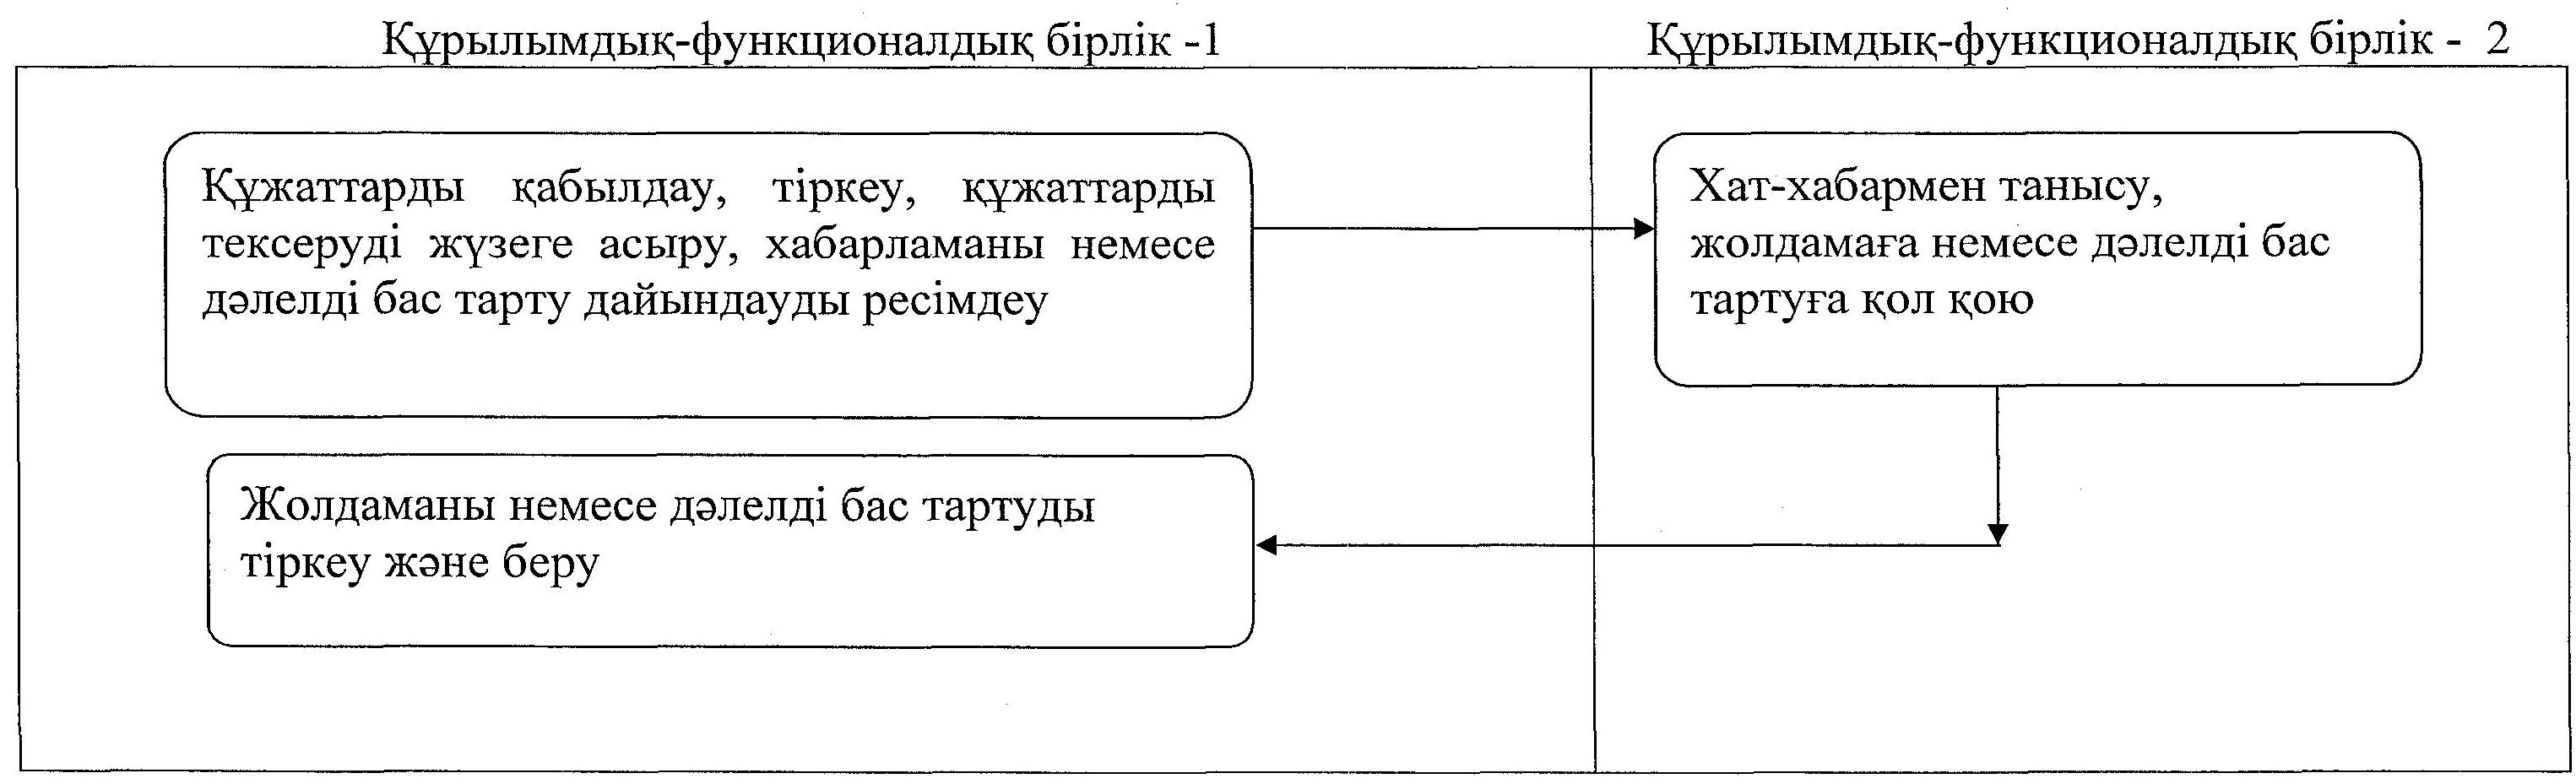 Құрылымдық-функционалдық бірлік -1
Құрылымдық-функционалдық бірлік - 2
Құжаттарды қабылдау, тіркеу, құжаттарды
тексеруді жүзеге асыру, хабарламаны немесе
дәлелді бас тарту дайындауды ресімдеу
Хат-хабармен танысу,
жолдамаға немесе дәлелді бас
тартуға қол қою
Жолдаманы немесе дәлелді бас тартуды
тіркеу және беру